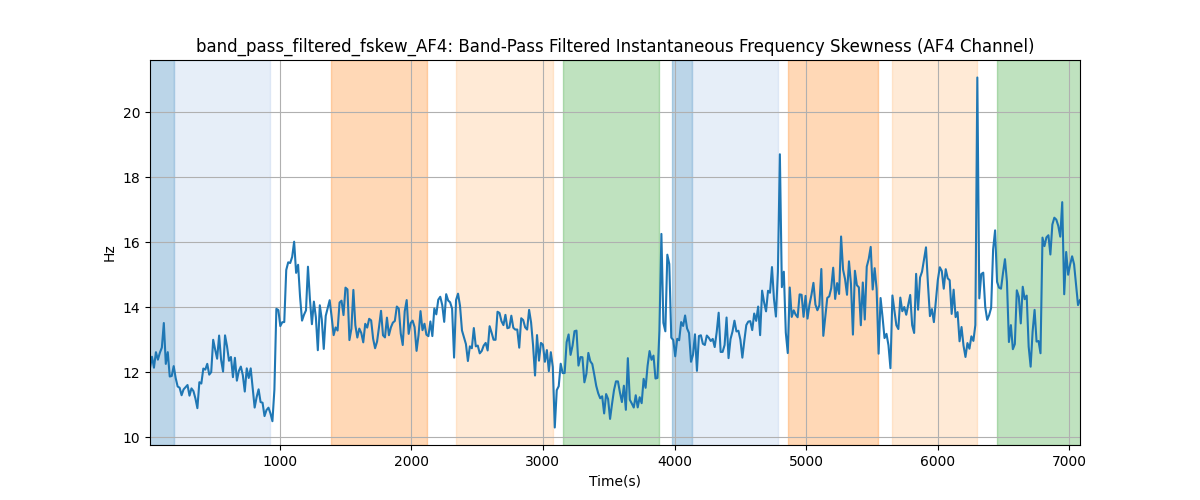 band_pass_filtered_fskew_AF4: Band-Pass Filtered Instantaneous Frequency Skewness (AF4 Channel)
20
18
16
14
12
10
Hz
1000 2000 3000 4000 5000 6000 7000
Time(s)